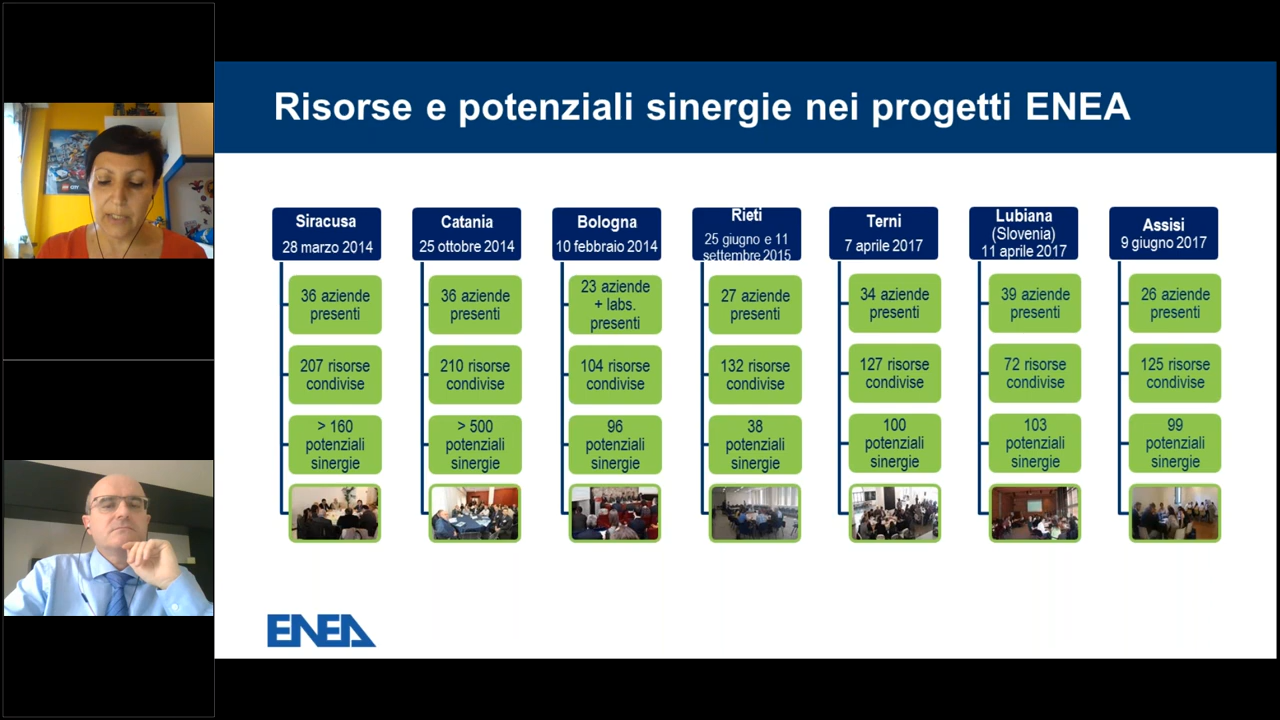 Risorse e potenziali sinergie nei progetti ENEA
Siracusa
28 marzo 2014
36 aziende
presenti
207 risorse
condivise
> 160
potenziali
sinergie
Catania
25 ottobre 2014
36 aziende
presenti
210 risorse
condivise
> 500
potenziali
sinergie
Bologna
10 febbraio 2014
23 aziende
+ labs.
presenti
104 risorse
condivise
96
potenziali
sinergie
Rieti
25 giugno e 11
settembre 2015
27 aziende
presenti
132 risorse
condivise
38
potenziali
sinergie
Terni
7 aprile 2017
34 aziende
presenti
127 risorse
condivise
100
potenziali
sinergie
Lubiana
(Slovenia)
11 aprile 2017
39 aziende
presenti
72 risorse
condivise
103
potenziali
sinergie
Assisi
9 giugno 2017
26 aziende
presenti
125 risorse
condivise
99
potenziali
sinergie
ENEA